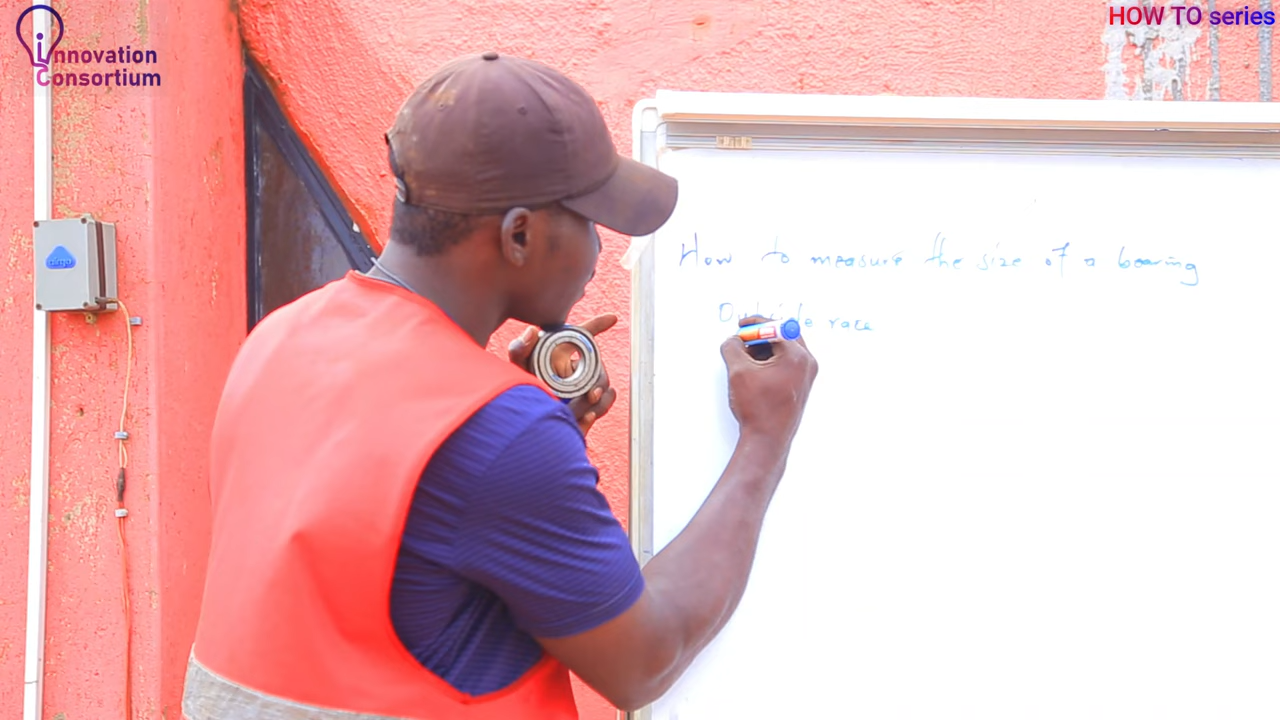 innovation
Consortium
HOW TO series
How to measure the size of a bearing
Outside race